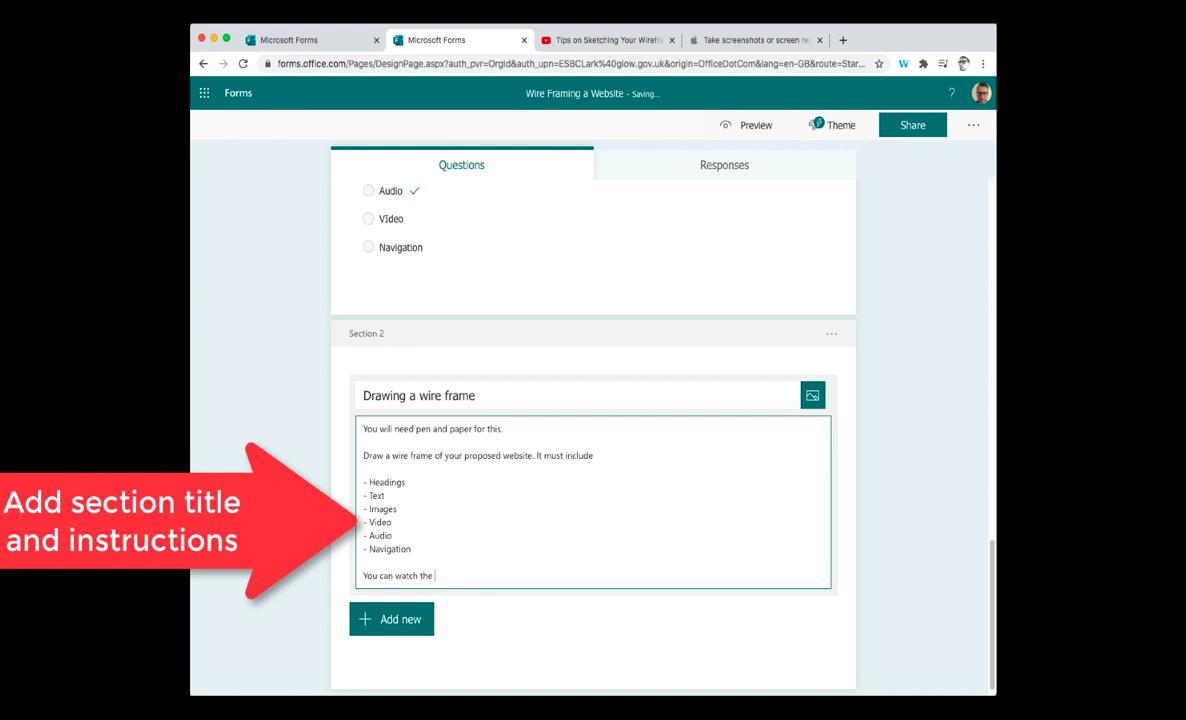 Microsoft Forms
Microsoft Forms
Tips on Sketching Your Wirefra
Take screenshots or screen re
forms.office.com/Pages/DesignPage.aspx?auth_pvr=OrgId&auth_upn=ESBCLark%40glow.gov.uk&origin=OfficeDotCom&lang=en-GB&route=Star...
W
Forms
Wire Framing a Website - Saving...
?
Preview
Theme
Share
...
Questions
Responses
Audio
VIdeo
Navigation
Section 2
...
Drawing a wire frame
You will need pen and paper for this.
Draw a wire frame of your proposed website. It must include
- Headings
- Text
- Images
- Video
- Audio
- Navigation
You can watch the
Add section title
and instructions
+ Add new